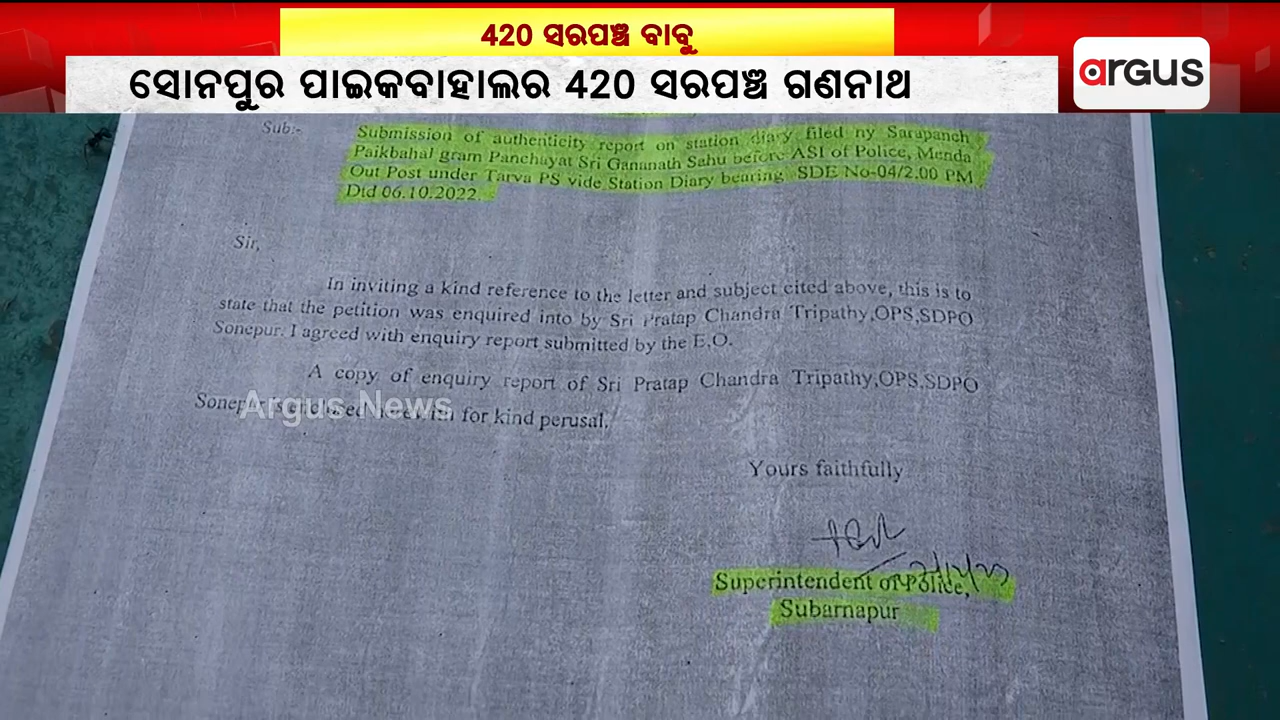 420 ସରପଞ୍ଚ ବାବୁ
ସୋନପୁର ପାଇକବାହାଲର 420 ସରପଞ୍ଚ ଗଣନାଥ
argus
Sub:-
Submission of authenticity report on station diary filed ny Sarapanch
Paikbahal gram Panchayat Sri Gananath Sahu before ASI of Police, Menda
Out Post under Tarva PS vide Station Diary bearing SDE No-04/2.00 PM
Dtd 06.10.2022.
Sir,
In inviting a kind reference to the letter and subject cited above, this is to
state that the petition was enquired into by Sri Pratap Chandra Tripathy,OPS,SDPO
Sonepur. I agreed with enquiry report submitted by the E.O.
A copy of enquiry report of Sri Pratap Chandra Tripathy,OPS,SDPO
Sonepur for kind perusal.
Argus News
Yours faithfully
Superintendent of Police,
Subarnapur